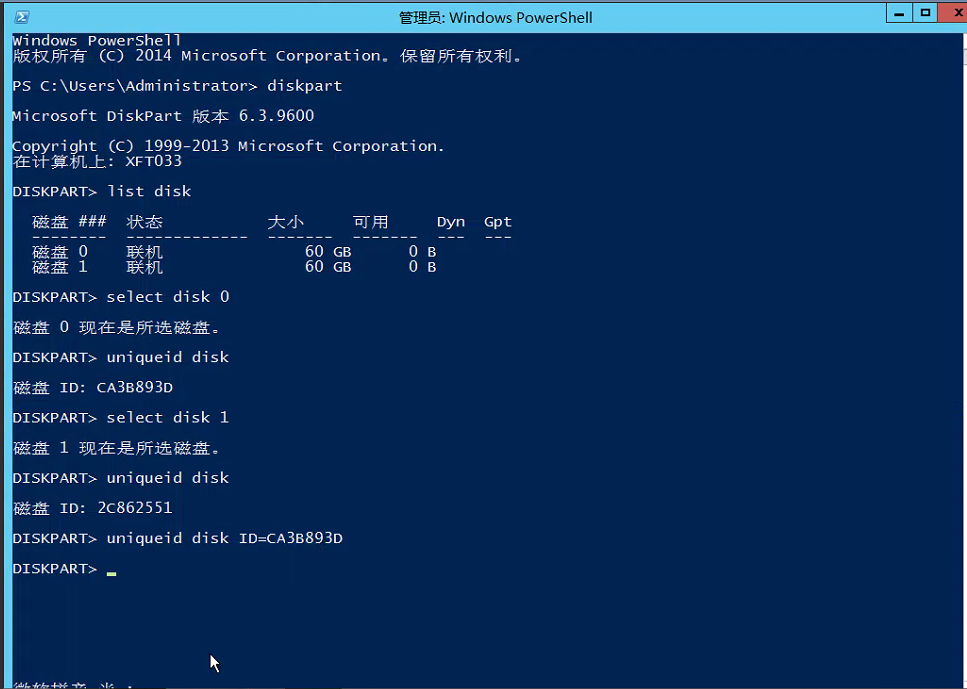 管理员: Windows PowerShell
Windows PowerShell
版权所有 (C) 2014 Microsoft Corporation。保留所有权利。
PS C:\Users\Administrator> diskpart
Microsoft DiskPart 版本 6.3.9600
Copyright (C) 1999-2013 Microsoft Corporation.
在计算机上: XFT033
DISKPART> list disk
磁盘 ### 状态 大小 可用 Dyn Gpt
-------- ------------- ------- ------- --- ---
磁盘 0 联机 60 GB 0 B
磁盘 1 联机 60 GB 0 B
DISKPART> select disk 0
磁盘 0 现在是所选磁盘。
DISKPART> uniqueid disk
磁盘 ID: CA3B893D
DISKPART> select disk 1
磁盘 1 现在是所选磁盘。
DISKPART> uniqueid disk
磁盘 ID: 2C862551
DISKPART> uniqueid disk ID=CA3B893D
DISKPART>
微软拼音 半 :